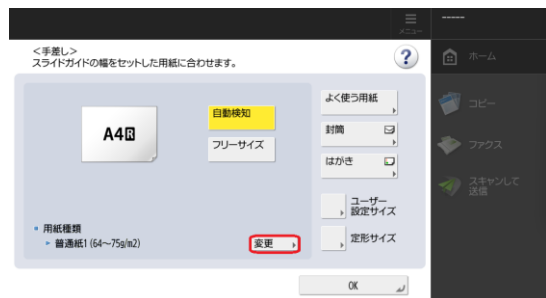 メニュー
-----
<手差し>
スライドガイドの幅をセットした用紙に合わせます。
?
ホーム
A4R
自動検知
フリーサイズ
よく使う用紙
封筒
はがき
ユーザー
設定サイズ
定形サイズ
用紙種類
普通紙1 (64～75g/m2)
変更
OK
コピー
ファクス
スキャンして
送信